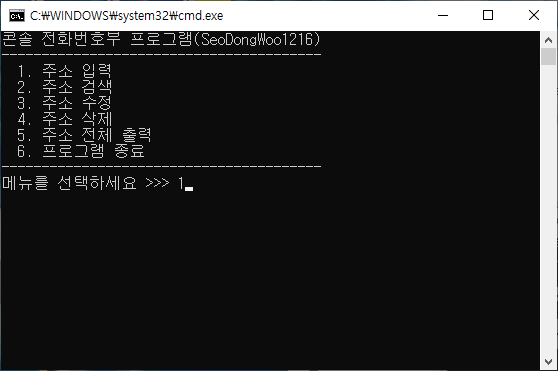 C:\WINDOWS\system32\cmd.exe
콘솔 전화번호부 프로그램(SeoDongWoo1216)
----------------------------------------
1. 주소 입력
2. 주소 검색
3. 주소 수정
4. 주소 삭제
5. 주소 전체 출력
6. 프로그램 종료
----------------------------------------
메뉴를 선택하세요 >>> 1